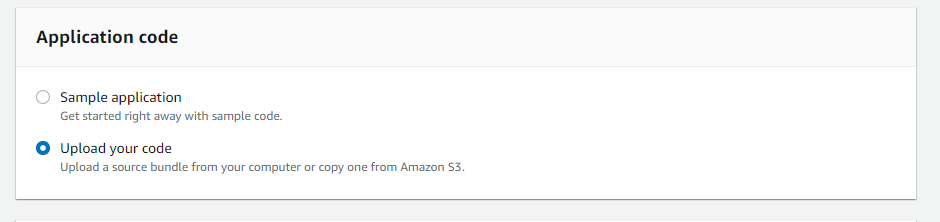 Application code
Sample application
Get started right away with sample code.
Upload your code
Upload a source bundle from your computer or copy one from Amazon S3.